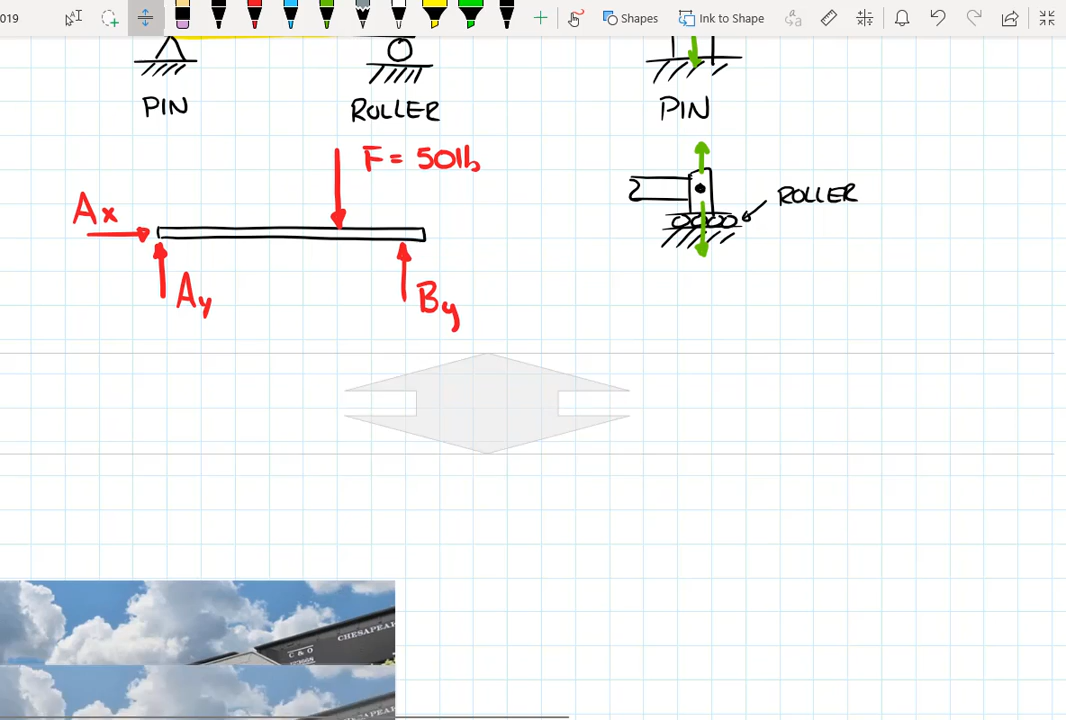 019
Shapes
Ink to Shape
PIN
ROLLER
PIN
F = 50lb
ROLLER
Ax
Ay
By
CHESAPEAK
C & O